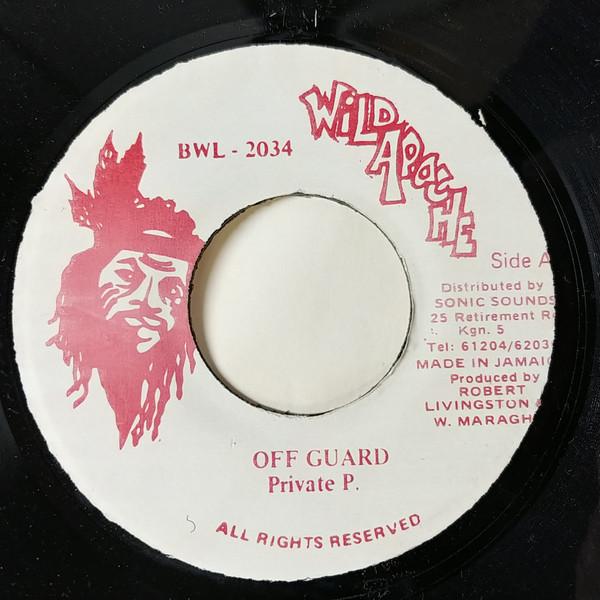 BWL - 2034
WiLD
APACHE
Side A
Distributed by
SONIC SOUNDS
25 Retirement R
Kgn. 5
Tel: 61204/6203
MADE IN JAMAIC
Produced by
ROBERT
LIVINGSTON &
W. MARAGH
OFF GUARD
Private P.
ALL RIGHTS RESERVED